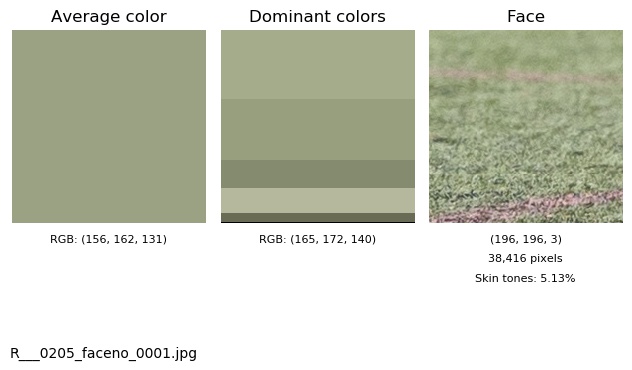 Average color
Dominant colors
Face
RGB: (156, 162, 131)
RGB: (165, 172, 140)
(196, 196, 3)
38,416 pixels
Skin tones: 5.13%
R___0205_faceno_0001.jpg